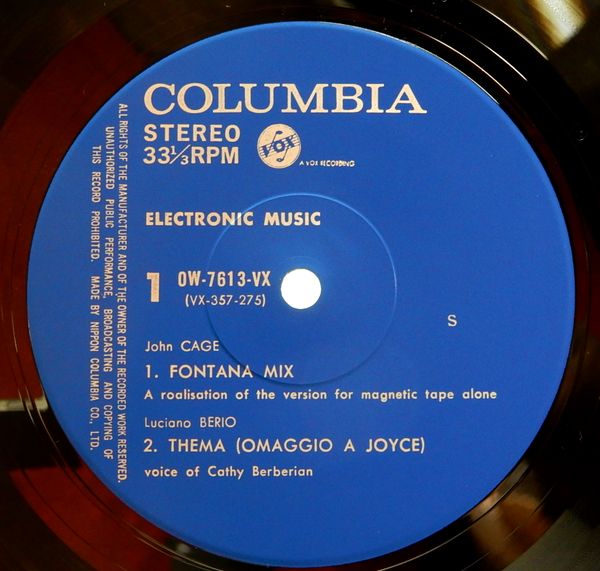 COLUMBIA
STEREO
33⅓RPM
VOX
A VOX RECORDING
ELECTRONIC MUSIC
1
OW-7613-VX
(VX-357-275)
S
John CAGE
1. FONTANA MIX
A roalisation of the version for magnetic tape alone
Luciano BERIO
2. THEMA (OMAGGIO A JOYCE)
voice of Cathy Berberian
ALL RIGHTS OF THE MANUFACTURER AND OF THE OWNER OF THE RECORDED WORK RESERVED.
UNAUTHORIZED PUBLIC PERFORMANCE, BROADCASTING AND COPYING OF
THIS RECORD PROHIBITED. MADE BY NIPPON COLUMBIA CO., LTD.